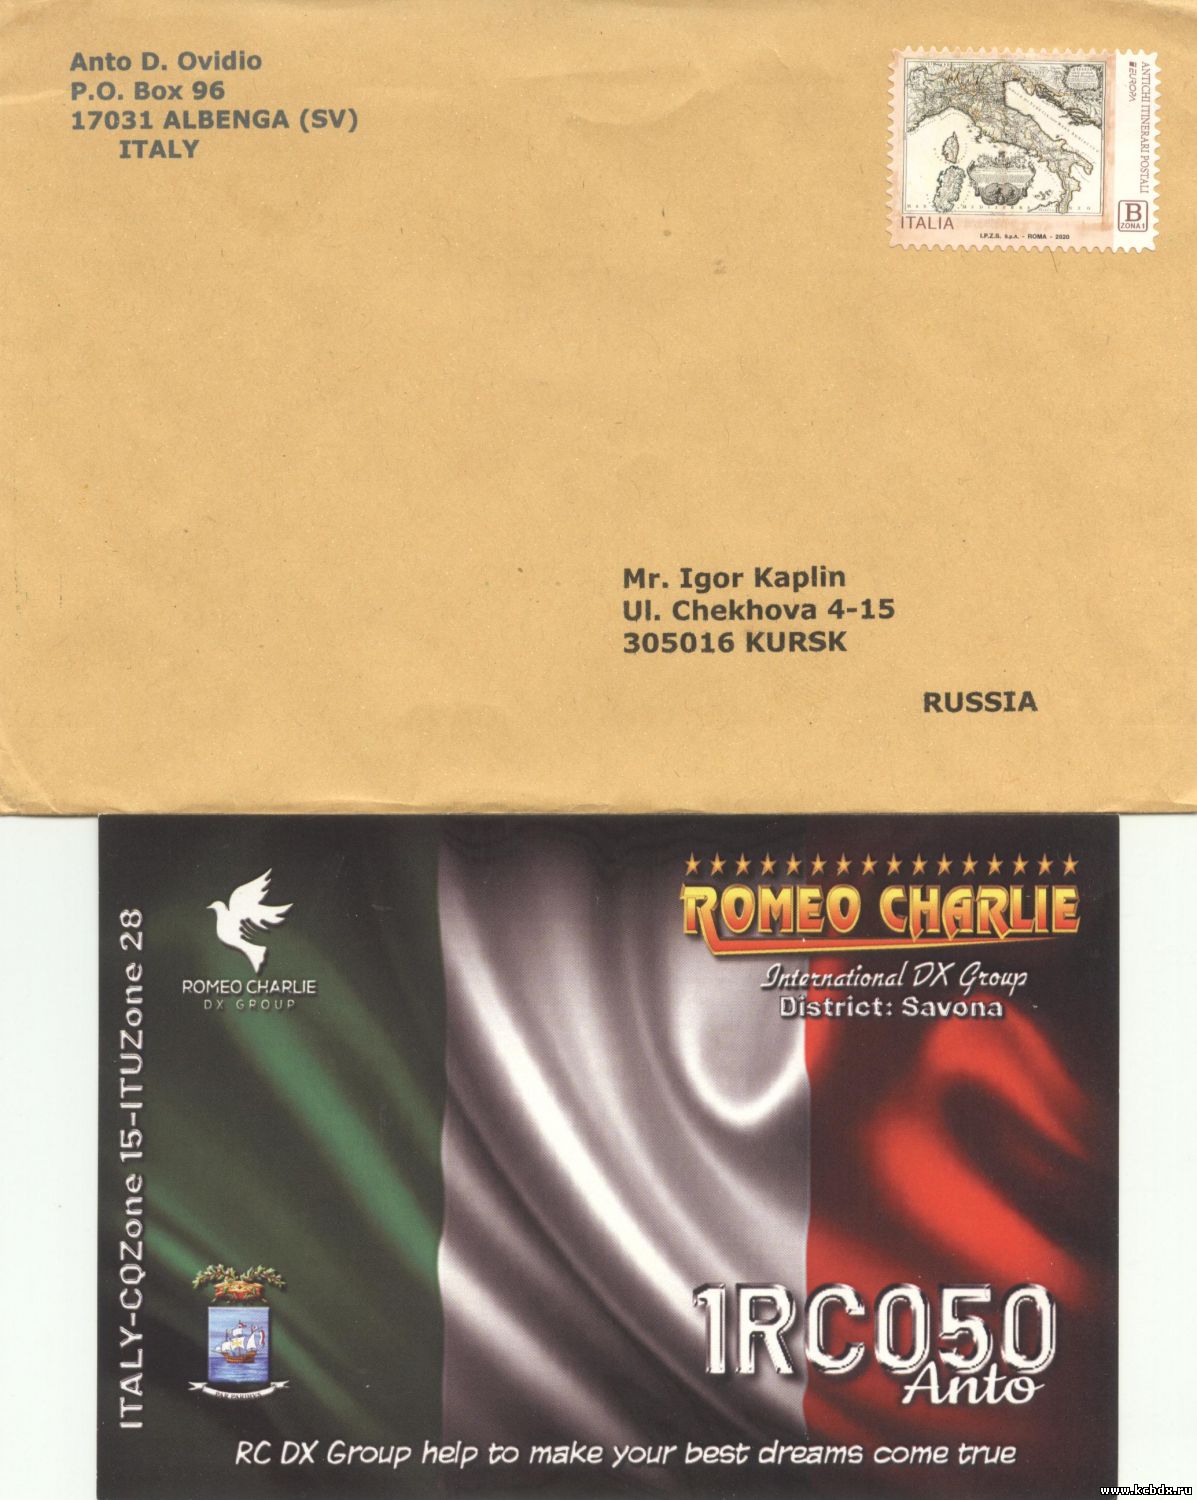 Anto D. Ovidio
P.O. Box 96
17031 ALBENGA (SV)
ITALY
ANTICHI ITINERARI POSTALI
EUROPA
B
ZONA 1
ITALIA
I.P.Z.S. S.p.A. - ROMA - 2020
Mr. Igor Kaplin
Ul. Chekhova 4-15
305016 KURSK
RUSSIA
ROMEO CHARLIE
International DX Group
District: Savona
ROMEO CHARLIE
DX GROUP
ITALY-CQZone 15-ITUZone 28
1RC050
Anto
RC DX Group help to make your best dreams come true
www.kcbdx.ru